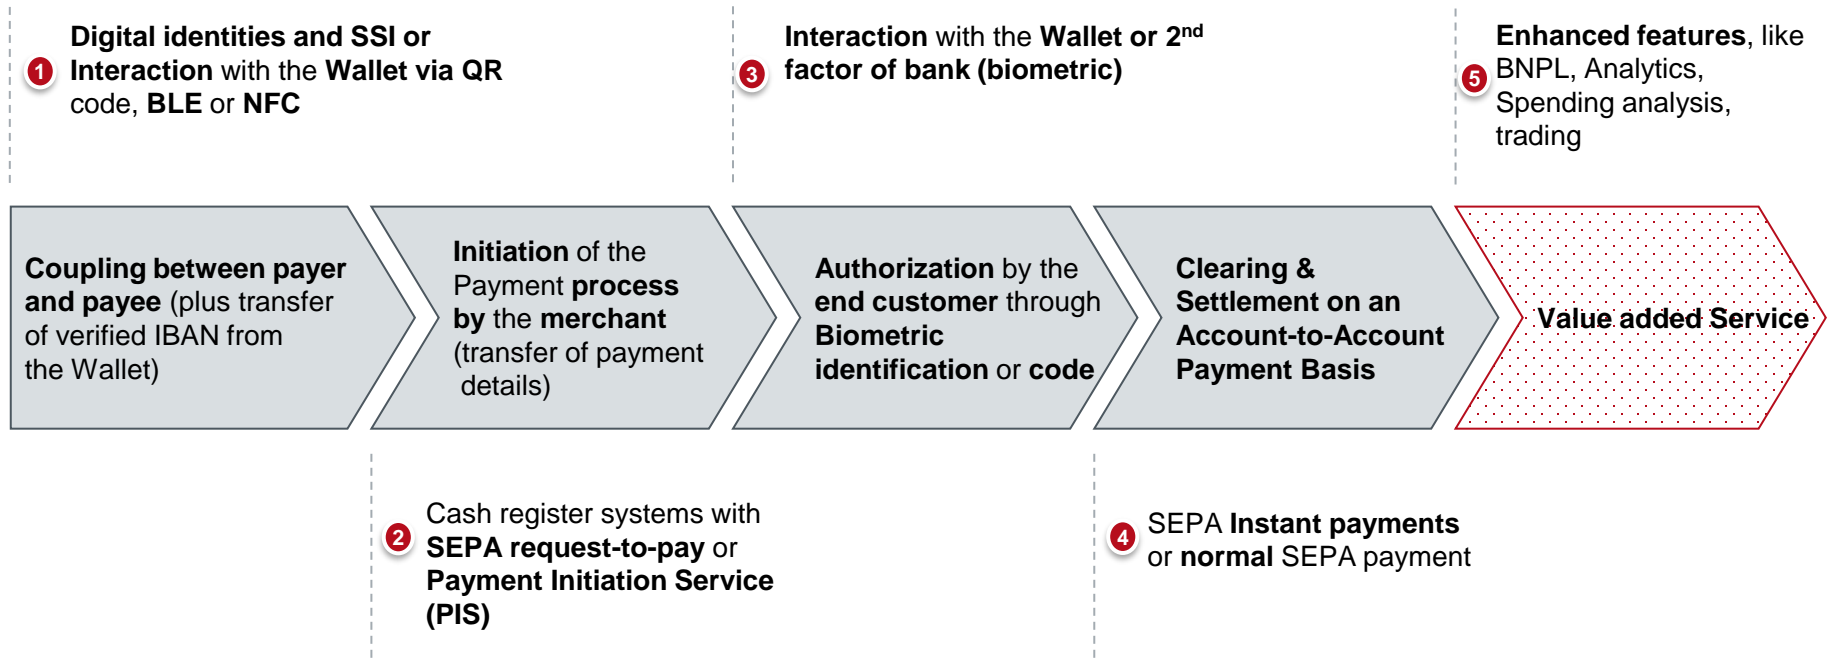 1
Digital identities and SSI or
Interaction with the Wallet via QR
code, BLE or NFC
3
Interaction with the Wallet or 2nd
factor of bank (biometric)
5
Enhanced features, like
BNPL, Analytics,
Spending analysis,
trading
Coupling between payer
and payee (plus transfer
of verified IBAN from
the Wallet)
Initiation of the
Payment process
by the merchant
(transfer of payment
details)
Authorization by the
end customer through
Biometric
identification or code
Clearing &
Settlement on an
Account-to-Account
Payment Basis
Value added Service
2
Cash register systems with
SEPA request-to-pay or
Payment Initiation Service
(PIS)
4
SEPA Instant payments
or normal SEPA payment